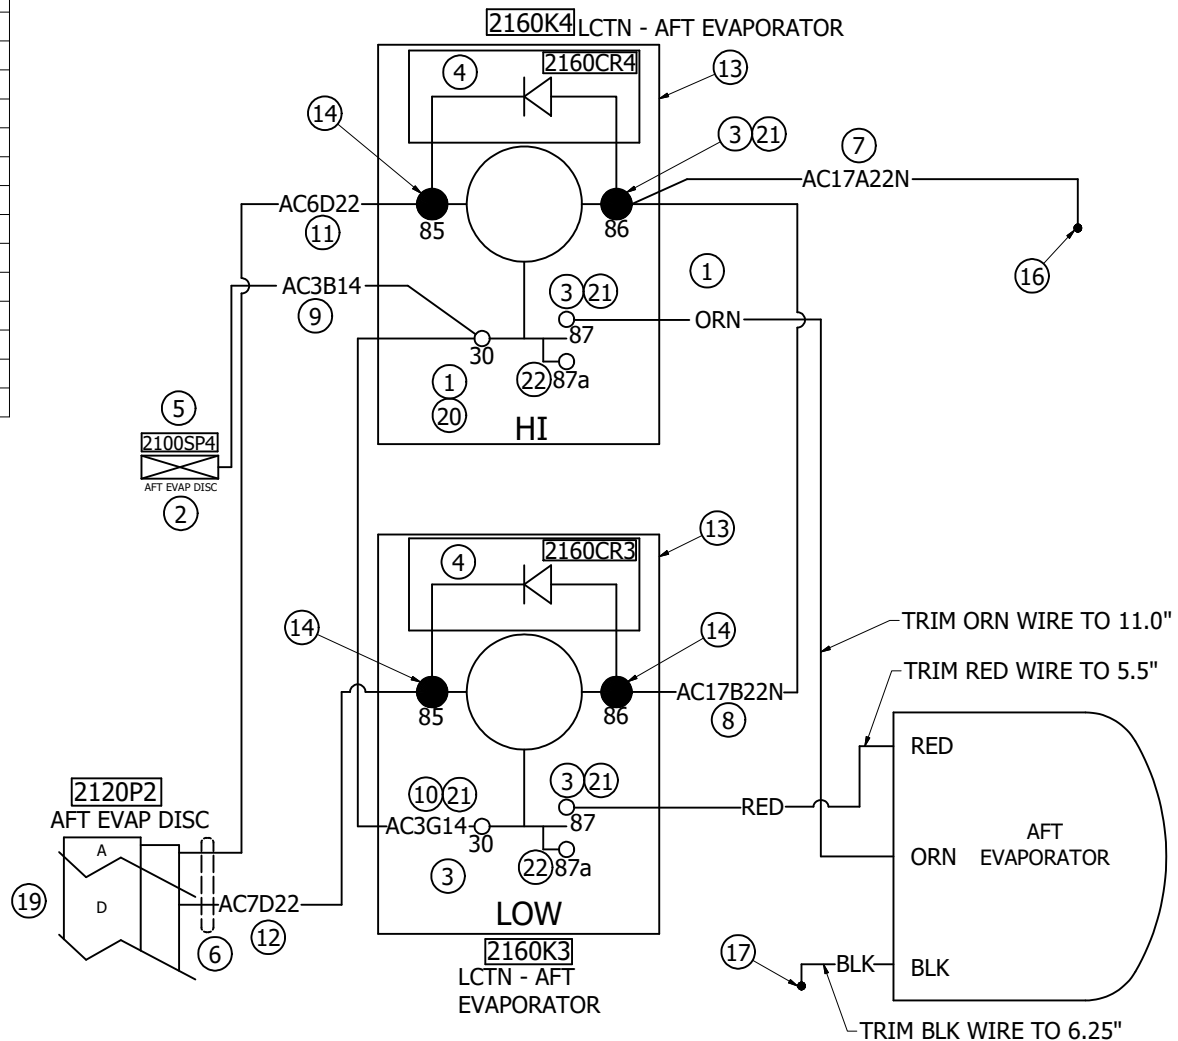 2160K4 LCTN - AFT EVAPORATOR
4
2160CR4
13
14
3 21
7
AC17A22N
AC6D22
85
86
11
16
1
AC3B14
3 21
9
ORN
87
30
1
22 87a
20
HI
5
2100SP4
AFT EVAP DISC
2
13
4
2160CR3
14
14
TRIM ORN WIRE TO 11.0"
TRIM RED WIRE TO 5.5"
AC17B22N
85
86
8
RED
2120P2
AFT EVAP DISC
10 21
3 21
RED
AC3G14
87
30
22 87a
AFT
EVAPORATOR
ORN
A
3
19
D
AC7D22
LOW
12
6
2160K3
LCTN - AFT
EVAPORATOR
17
BLK
BLK
TRIM BLK WIRE TO 6.25"